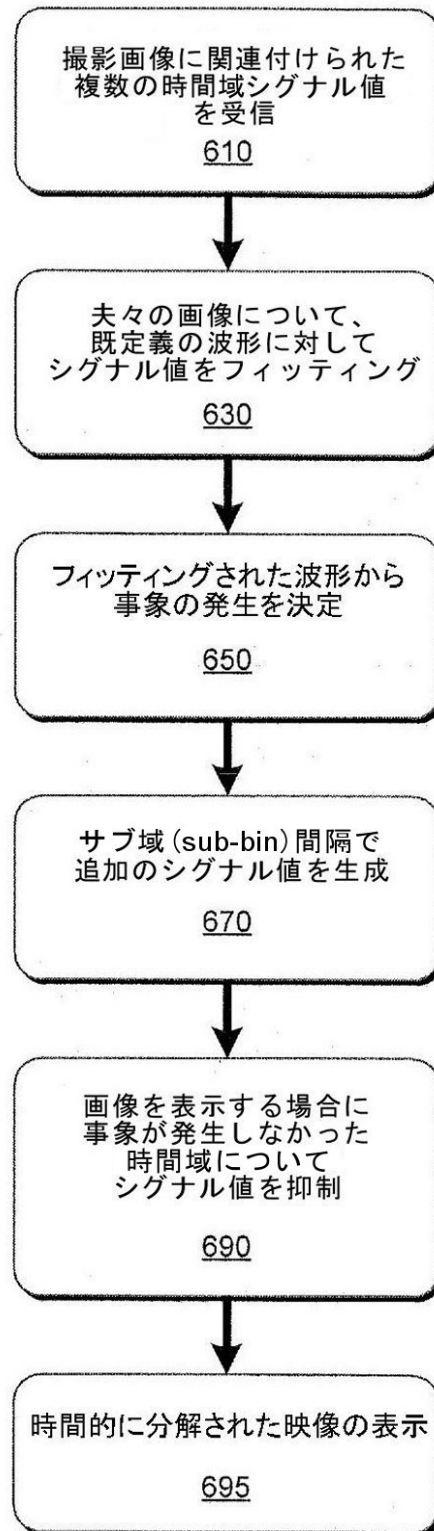 撮影画像に関連付けられた
複数の時間域シグナル値
を受信
610
夫々の画像について、
既定義の波形に対して
シグナル値をフィッティング
630
フィッティングされた波形から
事象の発生を決定
650
サブ域(sub-bin)間隔で
追加のシグナル値を生成
670
画像を表示する場合に
事象が発生しなかった
時間域について
シグナル値を抑制
690
時間的に分解された映像の表示
695